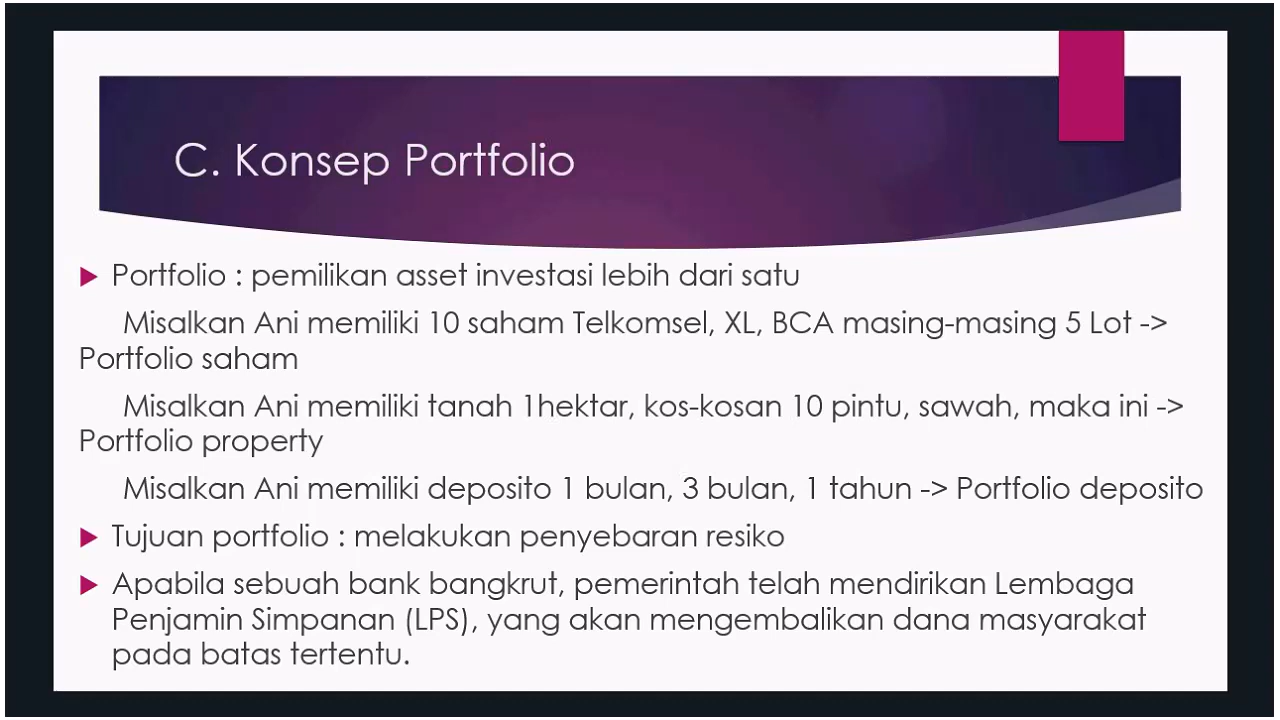 C. Konsep Portfolio
Portfolio : pemilikan asset investasi lebih dari satu
Misalkan Ani memiliki 10 saham Telkomsel, XL, BCA masing-masing 5 Lot ->
Portfolio saham
Misalkan Ani memiliki tanah 1hektar, kos-kosan 10 pintu, sawah, maka ini ->
Portfolio property
Misalkan Ani memiliki deposito 1 bulan, 3 bulan, 1 tahun -> Portfolio deposito
Tujuan portfolio : melakukan penyebaran resiko
Apabila sebuah bank bangkrut, pemerintah telah mendirikan Lembaga
Penjamin Simpanan (LPS), yang akan mengembalikan dana masyarakat
pada batas tertentu.